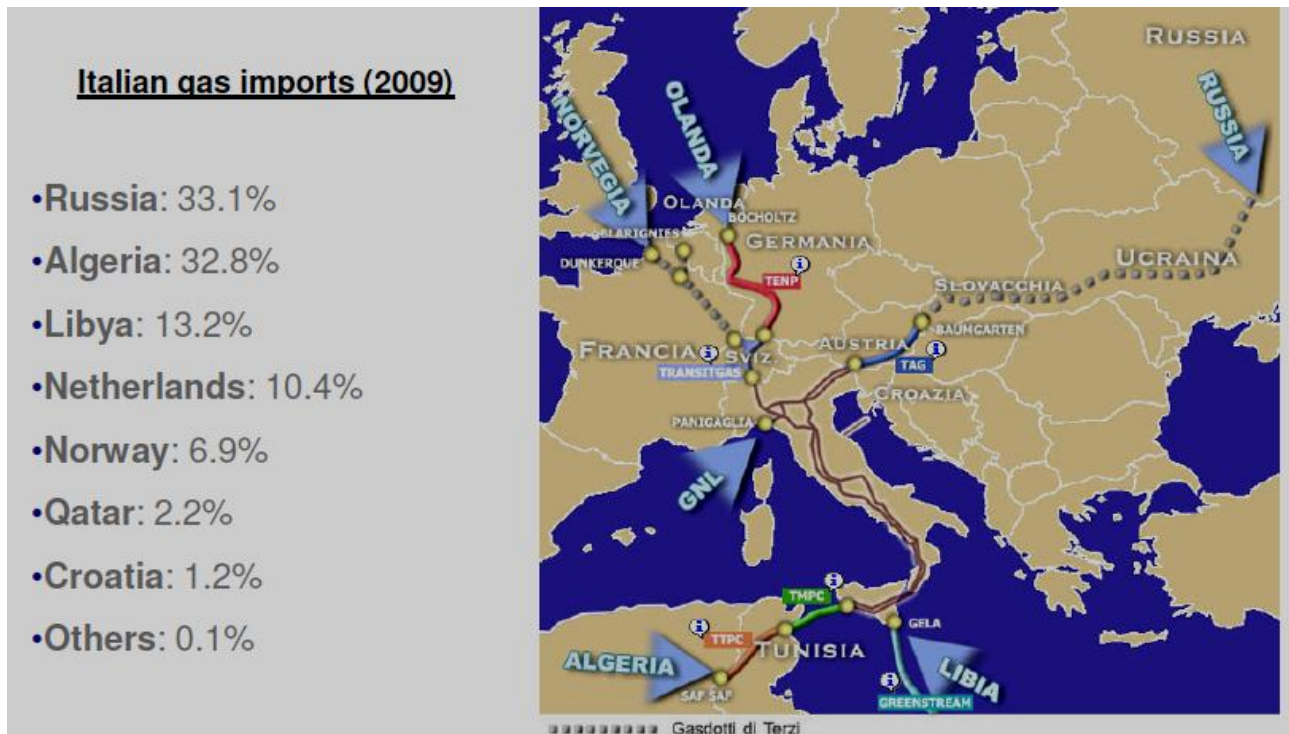 Italian gas imports (2009)
•Russia: 33.1%
•Algeria: 32.8%
•Libya: 13.2%
•Netherlands: 10.4%
•Norway: 6.9%
•Qatar: 2.2%
•Croatia: 1.2%
•Others: 0.1%
RUSSIA
RUSSIA
NORVEGIA
OLANDA
OLANDA
BOCHOLTZ
BLARIGNIES
GERMANIA
DUNKERQUE
TENP
UCRAINA
SLOVACCHIA
BAUMGARTEN
FRANCIA
SVIZ.
AUSTRIA
TRANSITGAS
TAG
CROAZIA
PANIGAGLIA
GNL
TMPC
GELA
TTPC
TUNISIA
ALGERIA
LIBIA
SAF SAF
GREENSTREAM
Gasdotti di Terzi